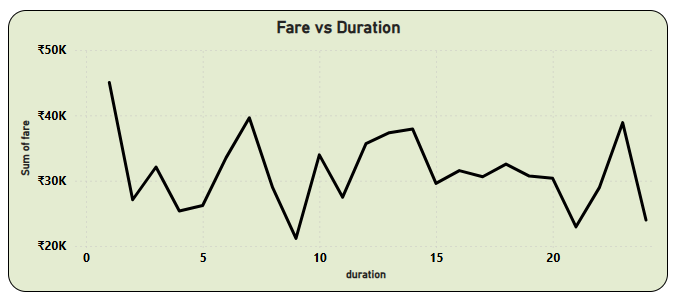 Fare vs Duration
₹50K
₹40K
₹30K
₹20K
Sum of fare
0 5 10 15 20
duration